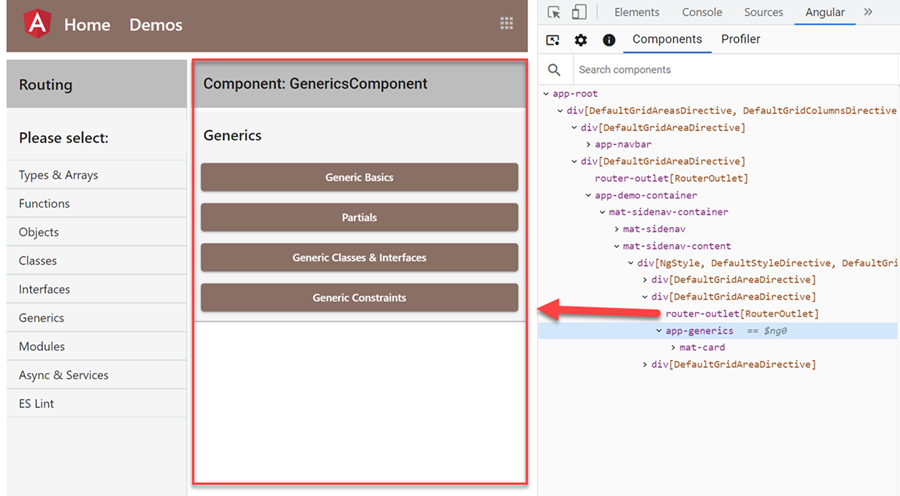 Home Demos
Routing
Please select:
Types & Arrays
Functions
Objects
Classes
Interfaces
Generics
Modules
Async & Services
ES Lint
Component: GenericsComponent
Generics
Generic Basics
Partials
Generic Classes & Interfaces
Generic Constraints
Elements Console Sources Angular
Components Profiler
Search components
app-root
div[DefaultGridAreasDirective, DefaultGridColumnsDirective
div[DefaultGridAreaDirective]
app-navbar
div[DefaultGridAreaDirective]
router-outlet[RouterOutlet]
app-demo-container
mat-sidenav-container
mat-sidenav
mat-sidenav-content
div[NgStyle, DefaultStyleDirective, DefaultGri
div[DefaultGridAreaDirective]
div[DefaultGridAreaDirective]
router-outlet[RouterOutlet]
app-generics == $ng0
mat-card
div[DefaultGridAreaDirective]